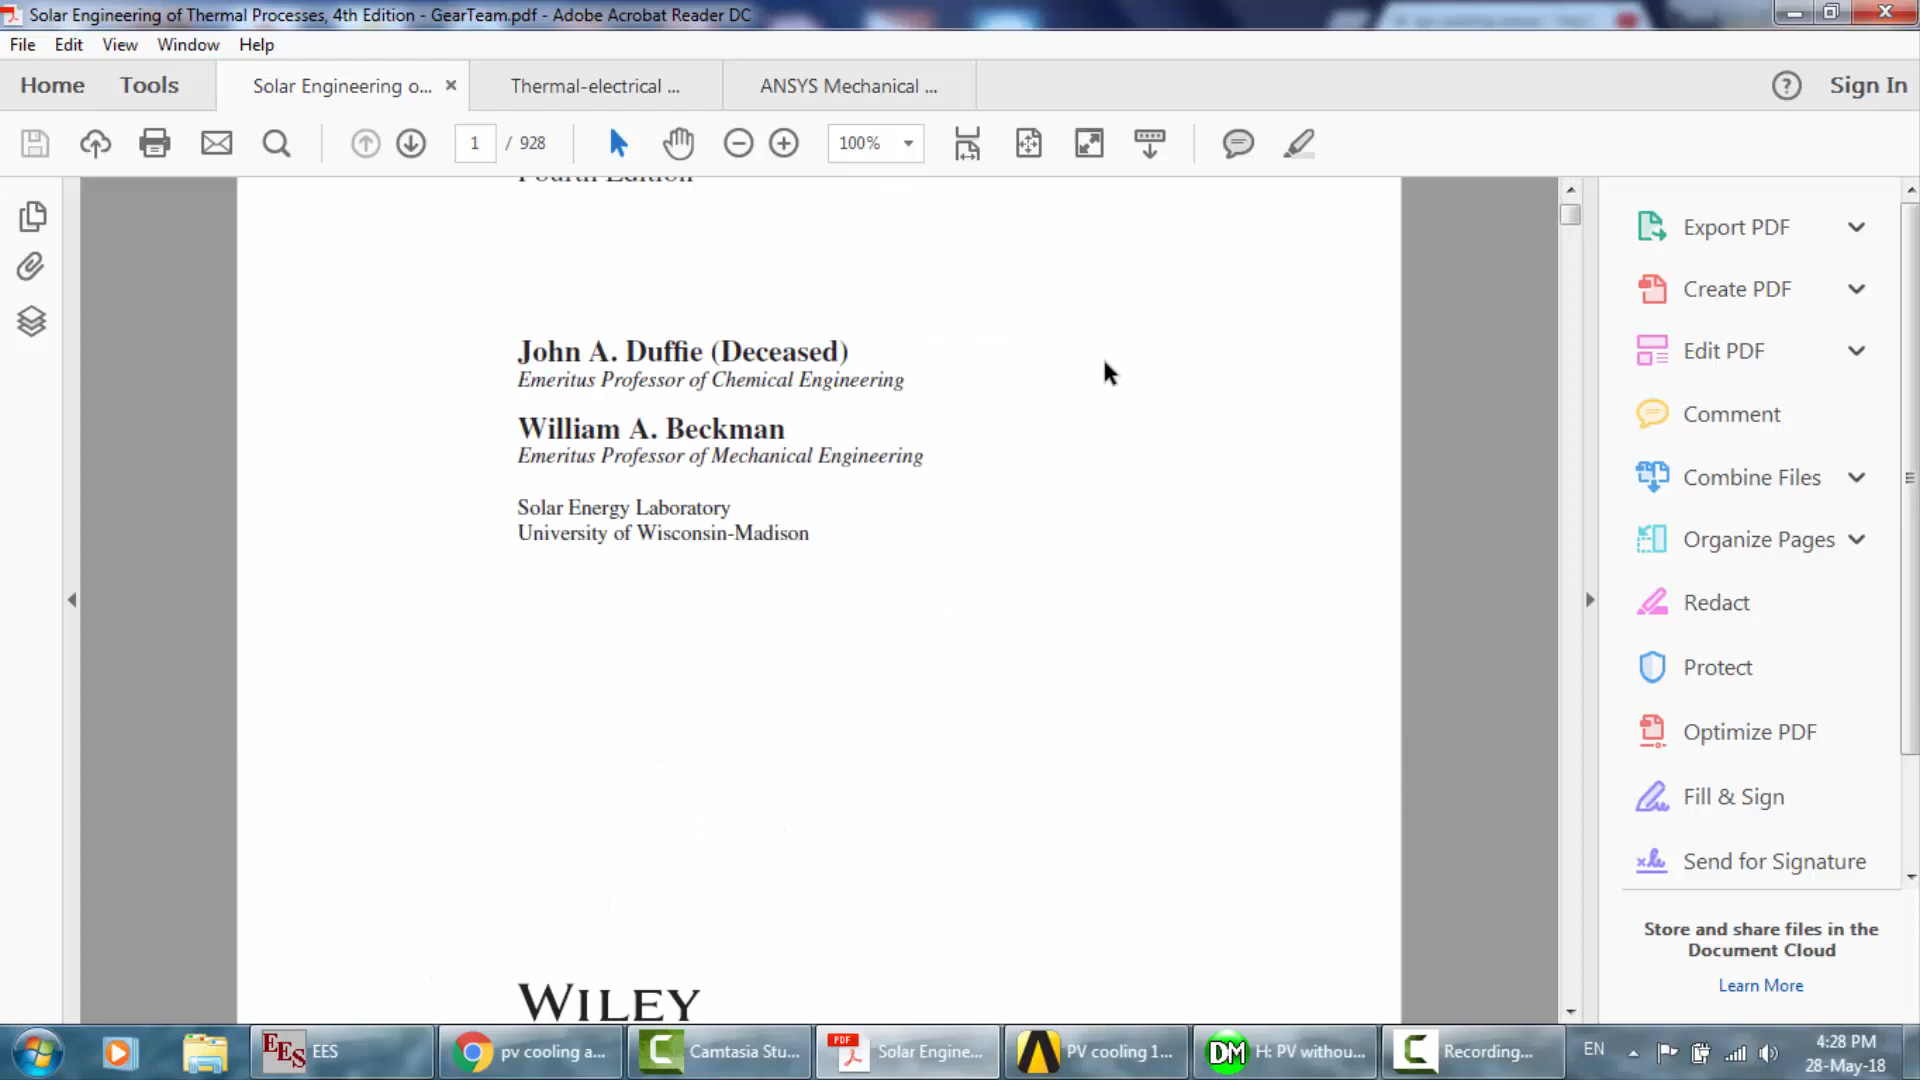 Solar Engineering of Thermal Processes, 4th Edition - GearTeam.pdf - Adobe Acrobat Reader DC
File Edit View Window Help
Home Tools Solar Engineering o... Thermal-electrical ... ANSYS Mechanical ... Sign In
1 / 928 100%
Fourth Edition
John A. Duffie (Deceased)
Emeritus Professor of Chemical Engineering
William A. Beckman
Emeritus Professor of Mechanical Engineering
Solar Energy Laboratory
University of Wisconsin-Madison
WILEY
Export PDF
Create PDF
Edit PDF
Comment
Combine Files
Organize Pages
Redact
Protect
Optimize PDF
Fill & Sign
Send for Signature
Store and share files in the
Document Cloud
Learn More
EES EES pv cooling a... Camtasia Stu... PDF Solar Engine... PV cooling 1... DM H: PV withou... Recording... EN
4:28 PM
28-May-18